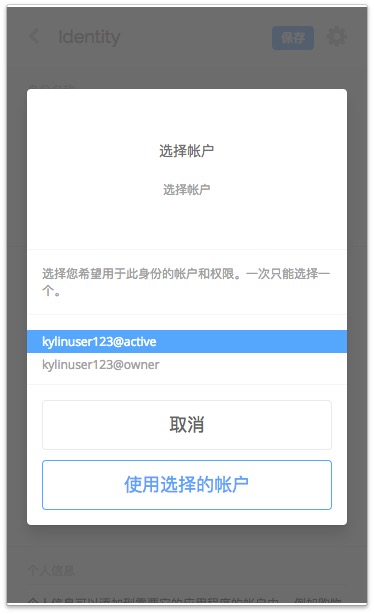 Identity
保存
选择帐户
选择帐户
选择您希望用于此身份的帐户和权限。一次只能选择一
个。
kylinuser123@active
kylinuser123@owner
取消
使用选择的帐户
个人信息